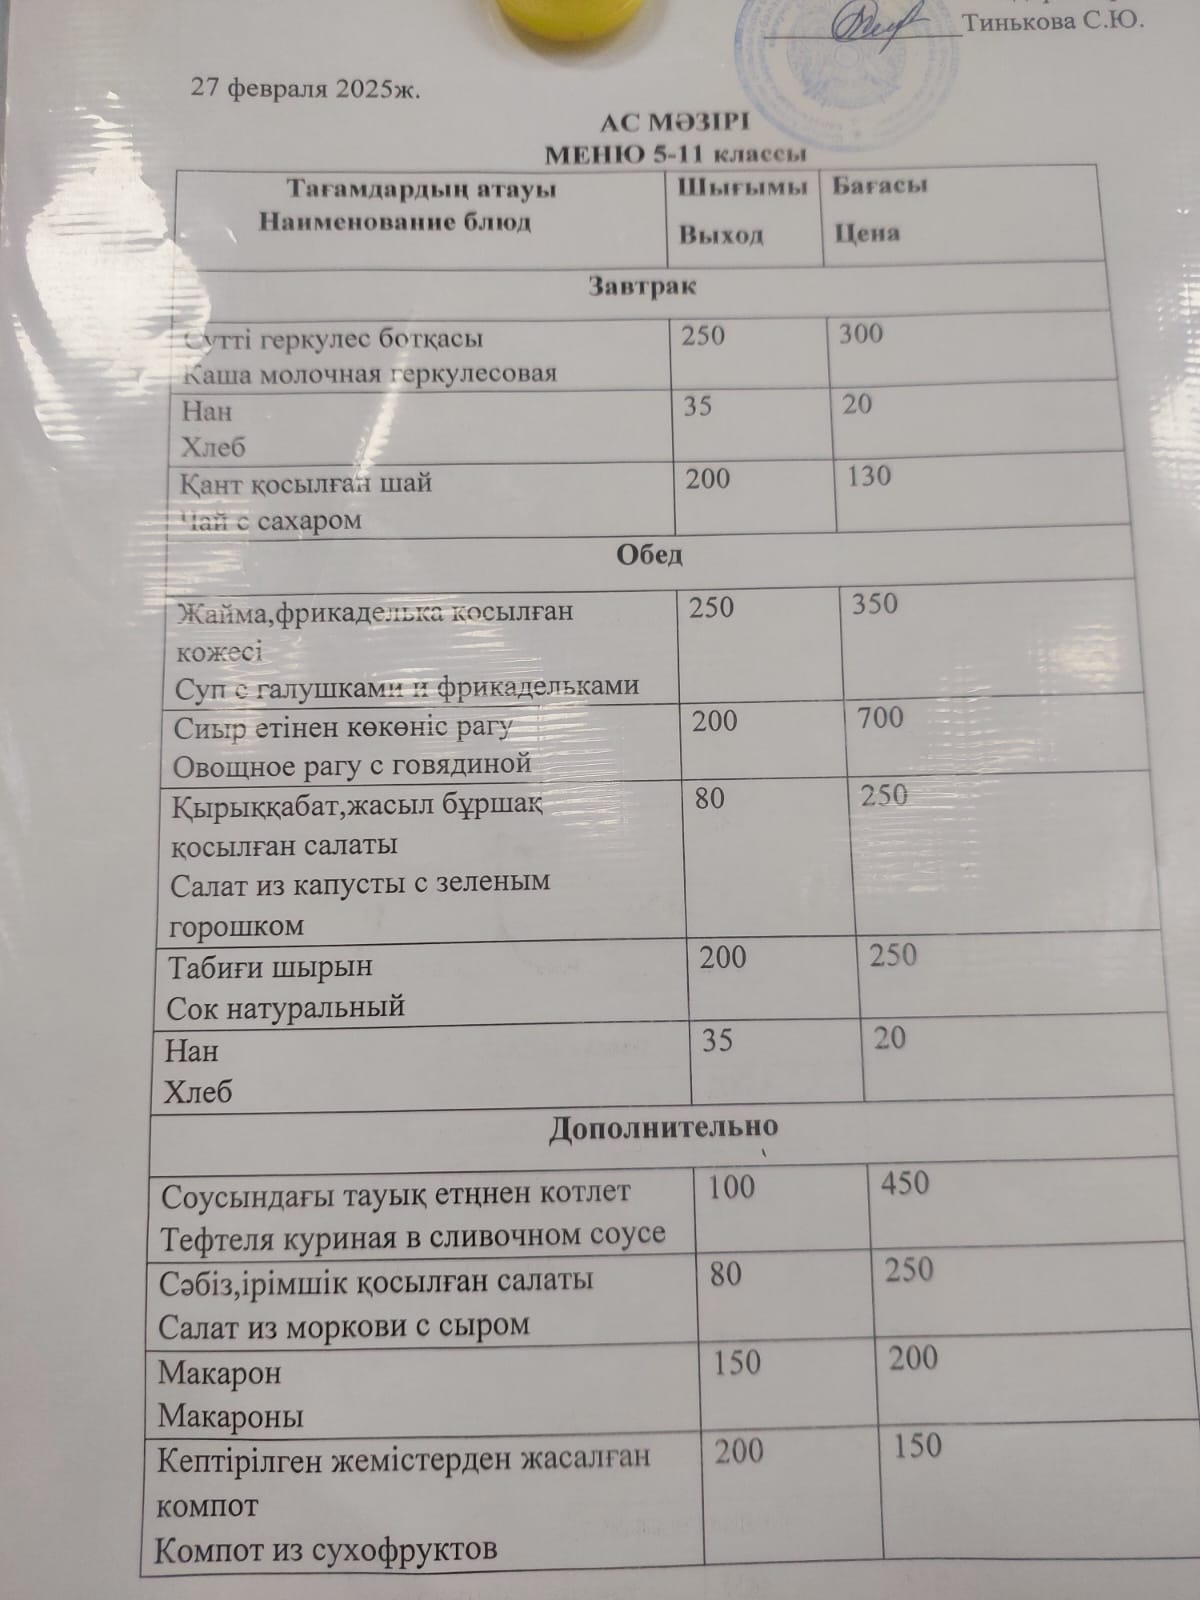 Тинькова С.Ю.
27 февраля 2025ж.
АС МӘЗІРІ
МЕНЮ 5-11 классы
Тағамдардың атауы
Наименование блюд
Шығымы
Выход
Бағасы
Цена
Завтрак
Сутті геркулес ботқасы 250 300
Каша молочная геркулесовая
Нан 35 20
Хлеб
Қант қосылған шай 200 130
Чай с сахаром
Обед
Жайма,фрикаделька қосылған 250 350
кожесі
Суп с галушками и фрикадельками
Сиыр етінен көкөніс рагу 200 700
Овощное рагу с говядиной
Қырыққабат,жасыл бұршақ 80 250
қосылған салаты
Салат из капусты с зеленым
горошком
Табиғи шырын 200 250
Сок натуральный
Нан 35 20
Хлеб
Дополнительно
Соусындағы тауық етңнен котлет 100 450
Тефтеля куриная в сливочном соусе
Сәбіз,ірімшік қосылған салаты 80 250
Салат из моркови с сыром
Макарон 150 200
Макароны
Кептірілген жемістерден жасалған 200 150
компот
Компот из сухофруктов